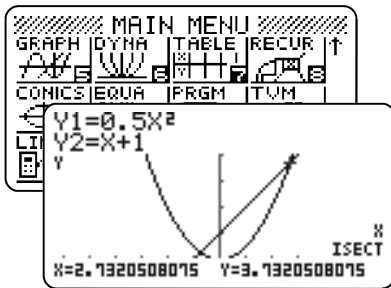 MAIN MENU
GRAPH DYNA TABLE RECUR
5 6 7 8
CONICS EQUA PRGM TVM
LI
Y1=0.5X²
Y2=X+1
Y
X
ISECT
X=2.7320508075 Y=3.7320508075